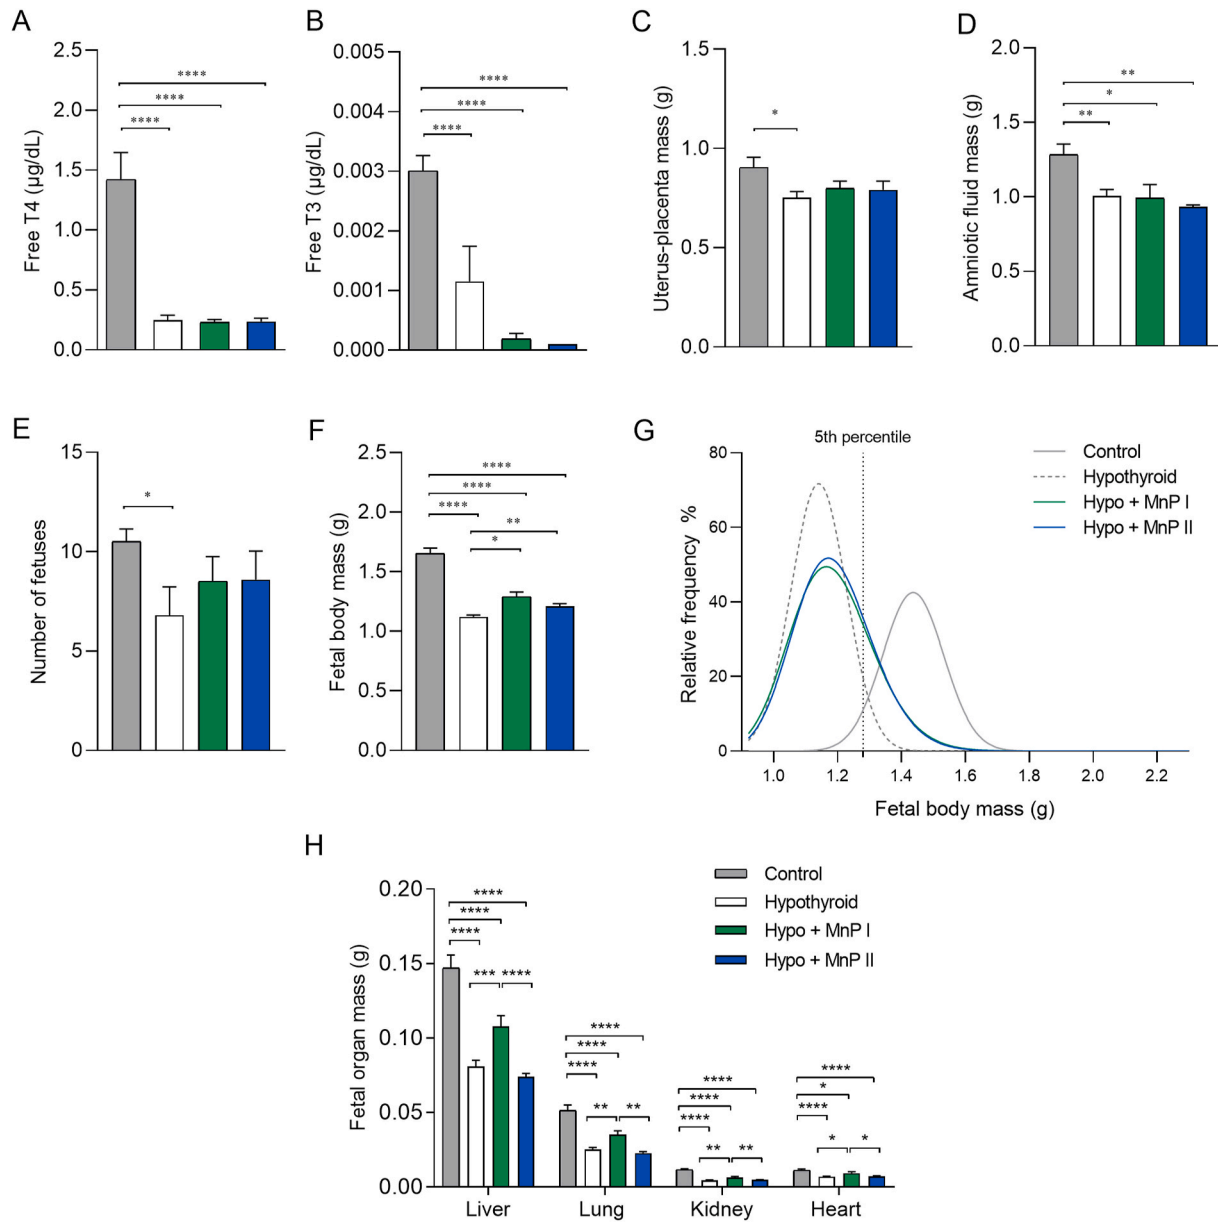 A
2.5
2.0
1.5
1.0
0.5
0.0
Free T4 (µg/dL)
****
****
****
B
0.005
0.004
0.003
0.002
0.001
0.000
Free T3 (µg/dL)
****
****
****
C
1.5
1.0
0.5
0.0
Uterus-placenta mass (g)
*
D
2.0
1.5
1.0
0.5
0.0
Amniotic fluid mass (g)
**
*
**
E
15
10
5
0
Number of fetuses
*
F
2.5
2.0
1.5
1.0
0.5
0.0
Fetal body mass (g)
****
****
****
**
*
G
5th percentile
80
60
40
20
0
Relative frequency %
1.0 1.2 1.4 1.6 1.8 2.0 2.2
Fetal body mass (g)
Control
Hypothyroid
Hypo + MnP I
Hypo + MnP II
H
0.20
0.15
0.10
0.05
0.00
Fetal organ mass (g)
Control
Hypothyroid
Hypo + MnP I
Hypo + MnP II
****
****
****
*** ****
****
****
****
** **
****
****
****
** **
****
*
****
* *
Liver Lung Kidney Heart